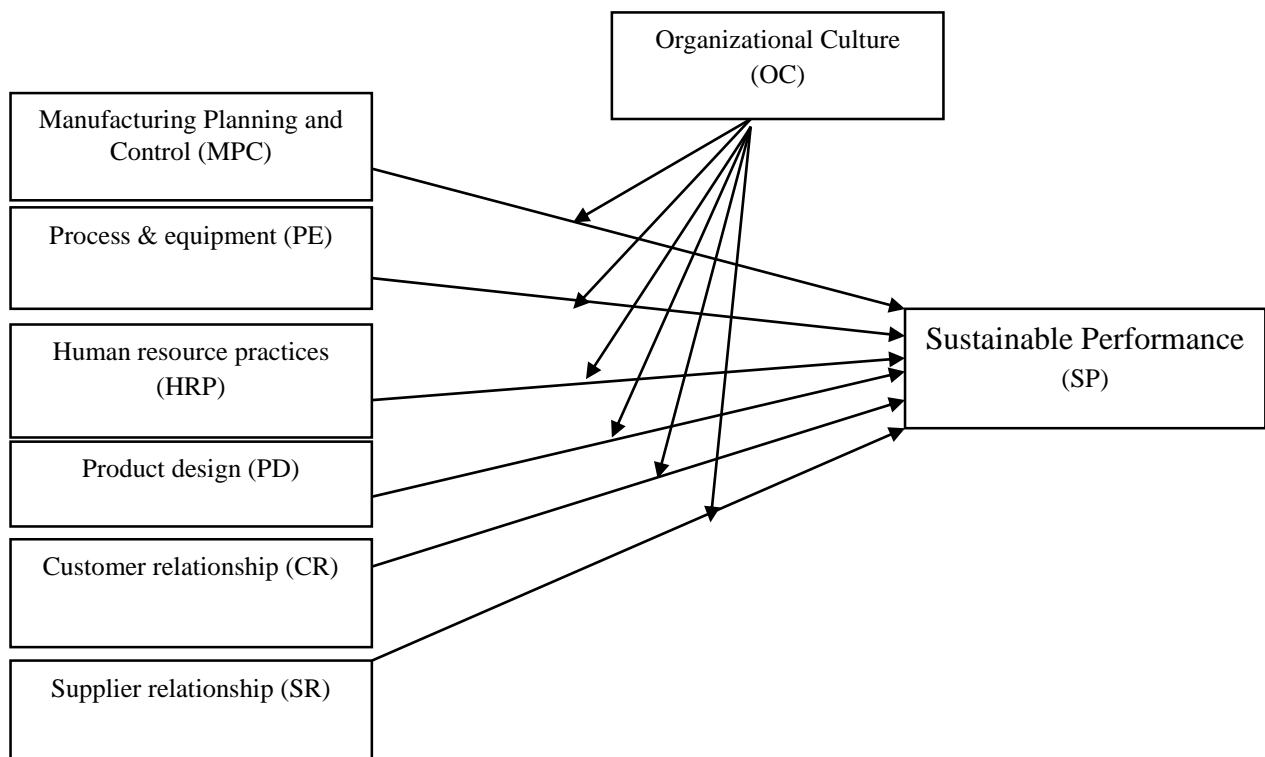 Organizational Culture
(OC)
Manufacturing Planning and
Control (MPC)
Process & equipment (PE)
Human resource practices
(HRP)
Product design (PD)
Customer relationship (CR)
Supplier relationship (SR)
Sustainable Performance
(SP)